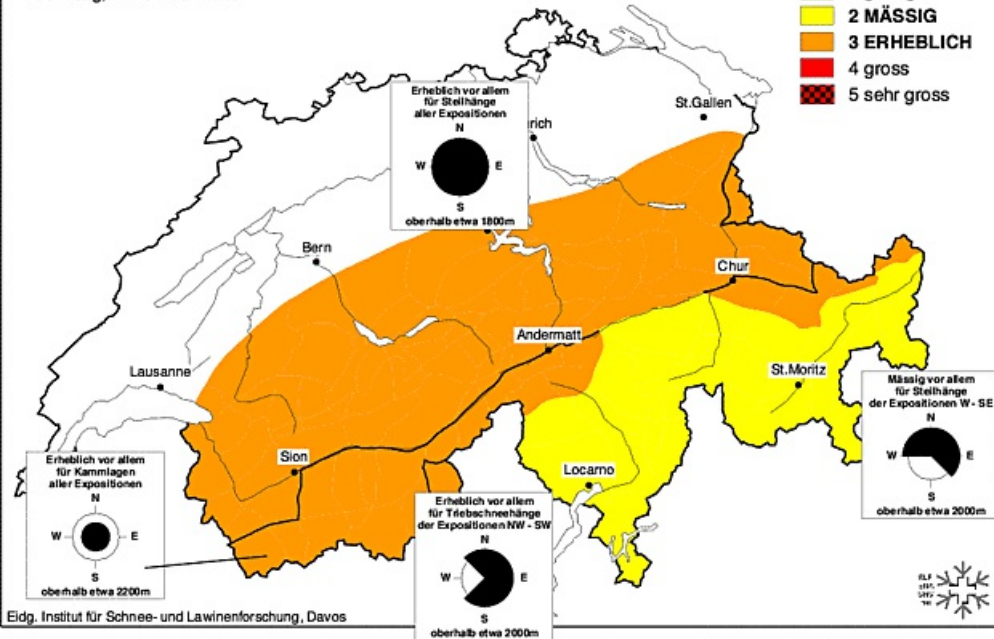 2 MÄSSIG
3 ERHEBLICH
4 gross
5 sehr gross
Erheblich vor allem
für Steilhänge
aller Expositionen
N
W E
S
oberhalb etwa 1800m
rich
St.Gallen
Bern
Chur
Andermatt
Lausanne
St.Moritz
Sion
Locarno
Mässig vor allem
für Steilhänge
der Expositionen W - SE
N
W E
S
oberhalb etwa 2000m
Erheblich vor allem
für Kammlagen
aller Expositionen
N
W E
S
oberhalb etwa 2200m
Erheblich vor allem
für Triebschneehänge
der Expositionen NW - SW
N
W E
S
oberhalb etwa 2000m
SLF
Eidg. Institut für Schnee- und Lawinenforschung, Davos